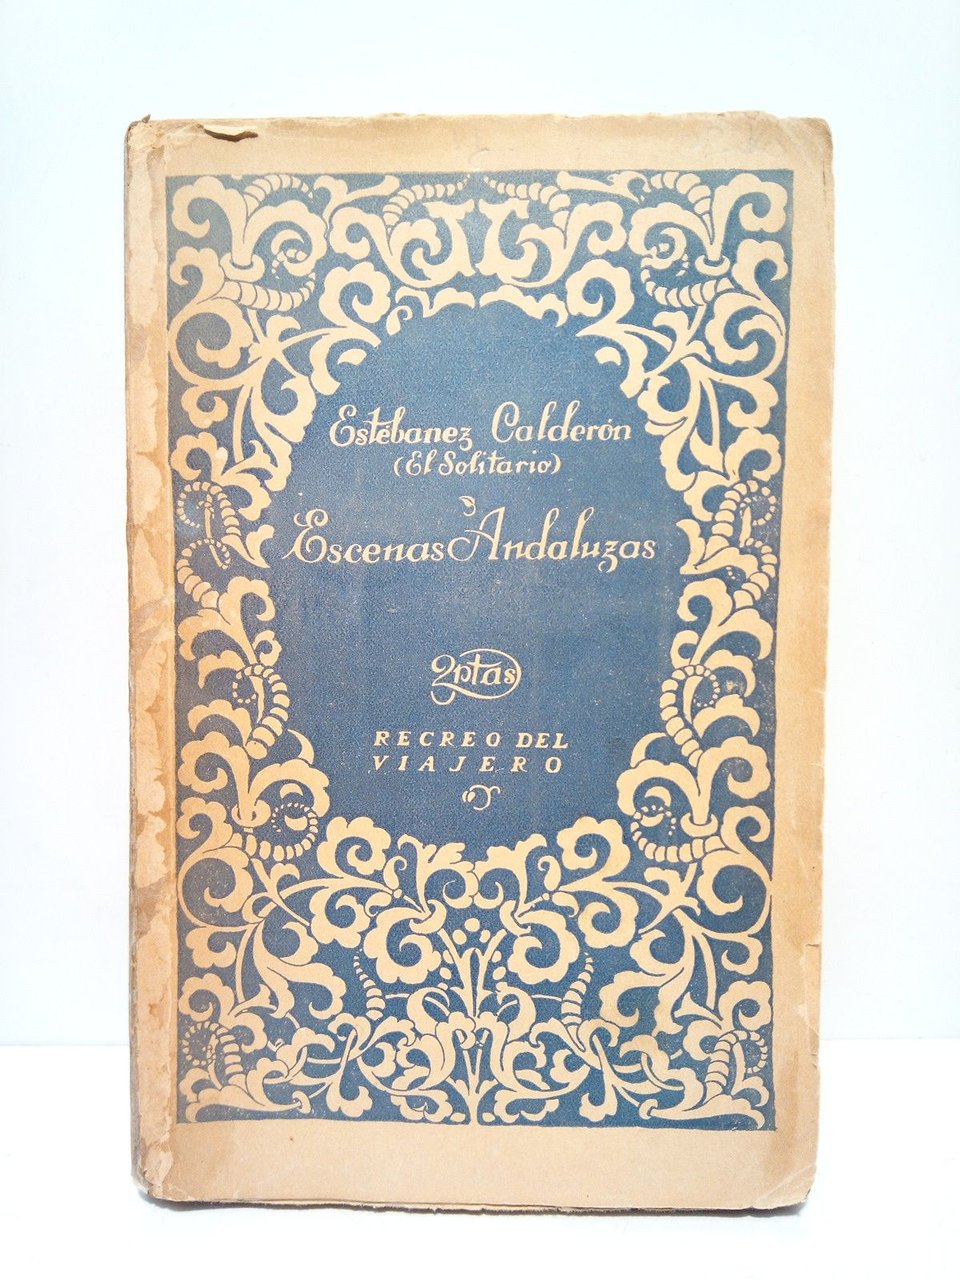 Estébanez Calderón
(El Solitario)
Escenas Andaluzas
2ptas
RECREO DEL
VIAJERO